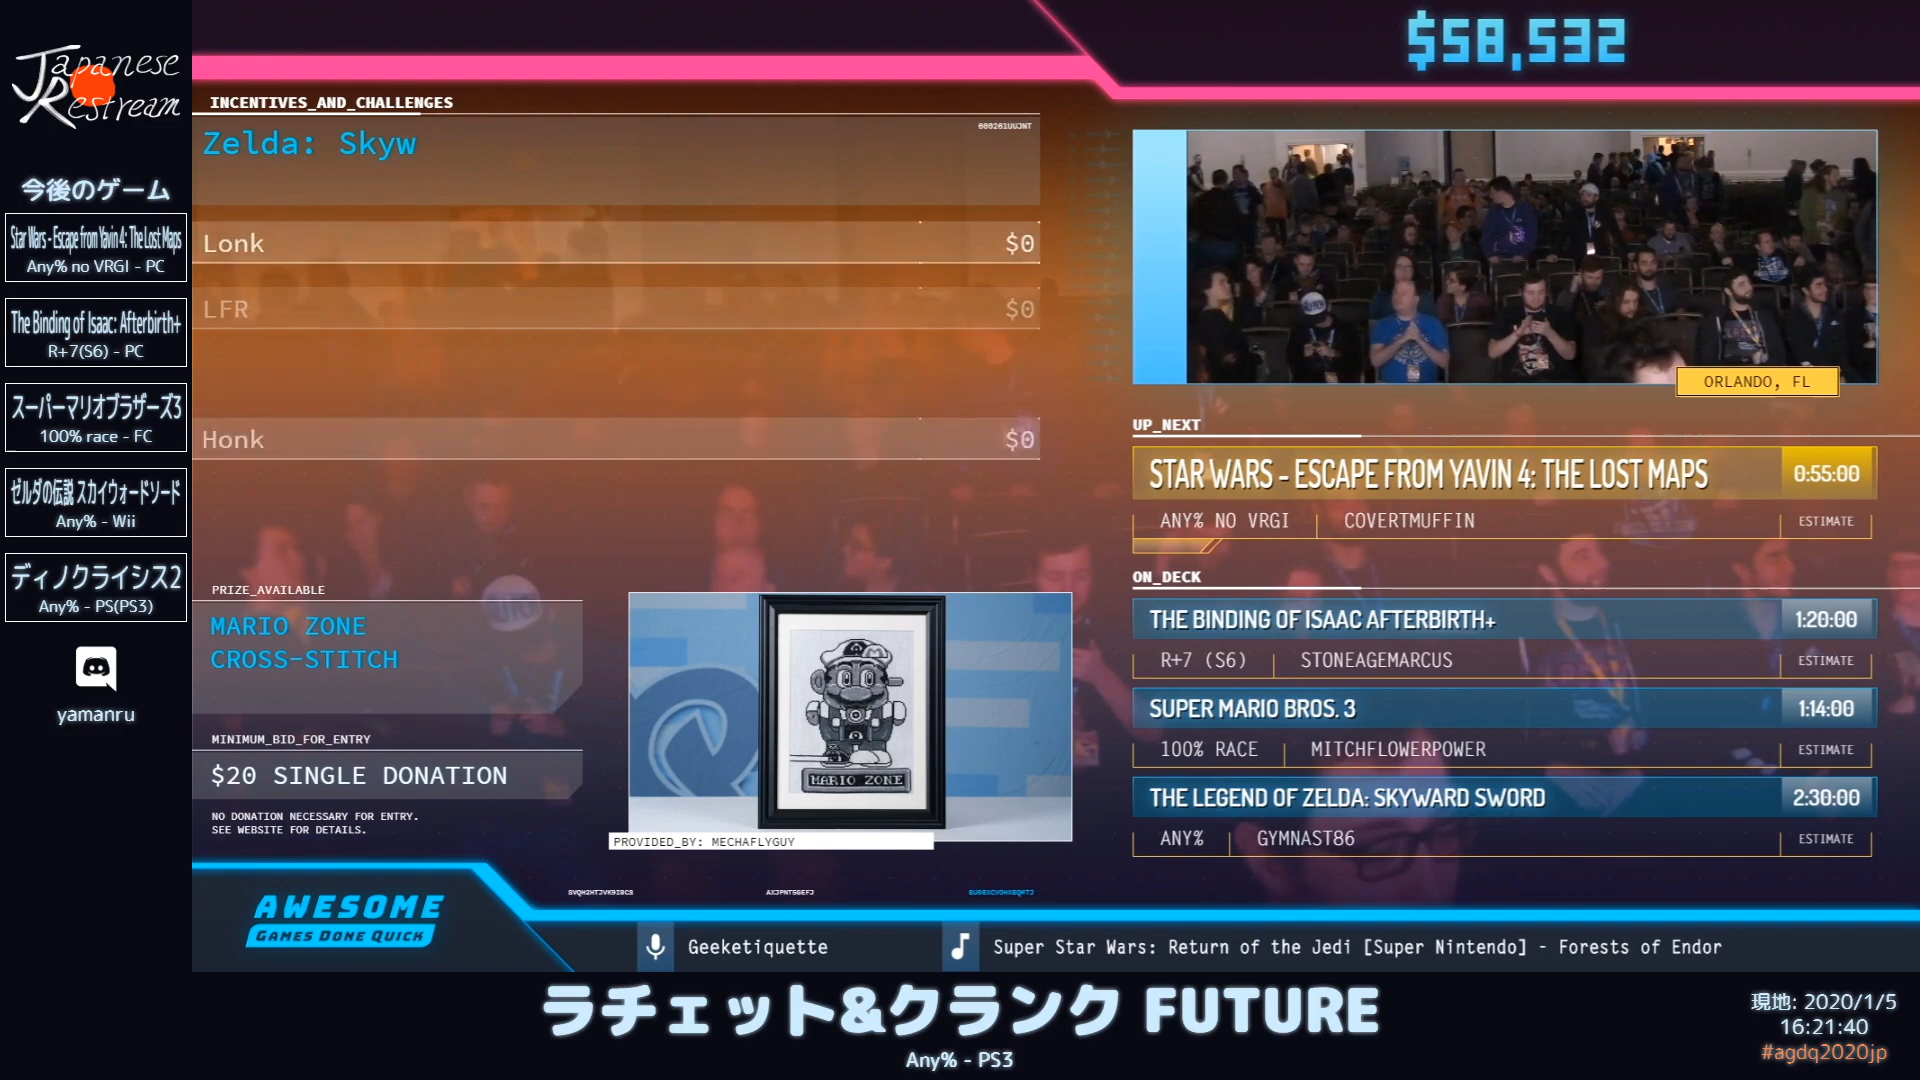 Japanese
Restream
今後のゲーム
Star Wars - Escape from Yavin 4: The Lost Maps
Any% no VRGI - PC
The Binding of Isaac: Afterbirth+
R+7(S6) - PC
スーパーマリオブラザーズ3
100% race - FC
ゼルダの伝説 スカイウォードソード
Any% - Wii
ディノクライシス2
Any% - PS(PS3)
yamanru
$58,532
INCENTIVES_AND_CHALLENGES
Zelda: Skyw
Lonk $0
LFR $0
Honk $0
PRIZE_AVAILABLE
MARIO ZONE
CROSS-STITCH
MINIMUM_BID_FOR_ENTRY
$20 SINGLE DONATION
NO DONATION NECESSARY FOR ENTRY.
SEE WEBSITE FOR DETAILS.
MARIO ZONE
PROVIDED_BY: MECHAFLYGUY
ORLANDO, FL
UP_NEXT
STAR WARS - ESCAPE FROM YAVIN 4: THE LOST MAPS 0:55:00
ANY% NO VRGI COVERTMUFFIN ESTIMATE
ON_DECK
THE BINDING OF ISAAC AFTERBIRTH+ 1:20:00
R+7 (S6) STONEAGEMARCUS ESTIMATE
SUPER MARIO BROS. 3 1:14:00
100% RACE MITCHFLOWERPOWER ESTIMATE
THE LEGEND OF ZELDA: SKYWARD SWORD 2:30:00
ANY% GYMNAST86 ESTIMATE
AWESOME
GAMES DONE QUICK
Geeketiquette
Super Star Wars: Return of the Jedi [Super Nintendo] - Forests of Endor
ラチェット&クランク FUTURE
Any% - PS3
現地: 2020/1/5
16:21:40
#agdq2020jp